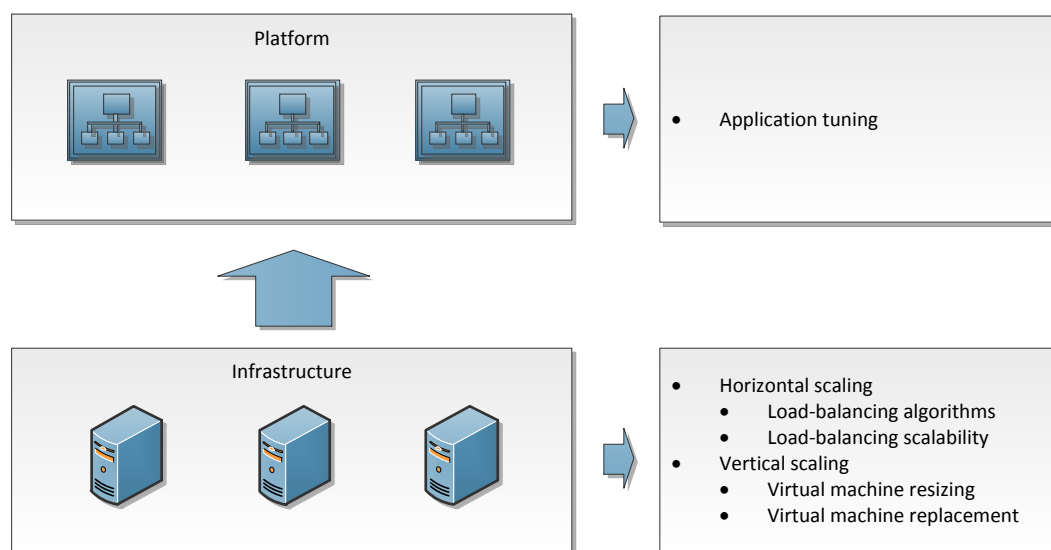 Platform
• Application tuning
Infrastructure
• Horizontal scaling
• Load-balancing algorithms
• Load-balancing scalability
• Vertical scaling
• Virtual machine resizing
• Virtual machine replacement